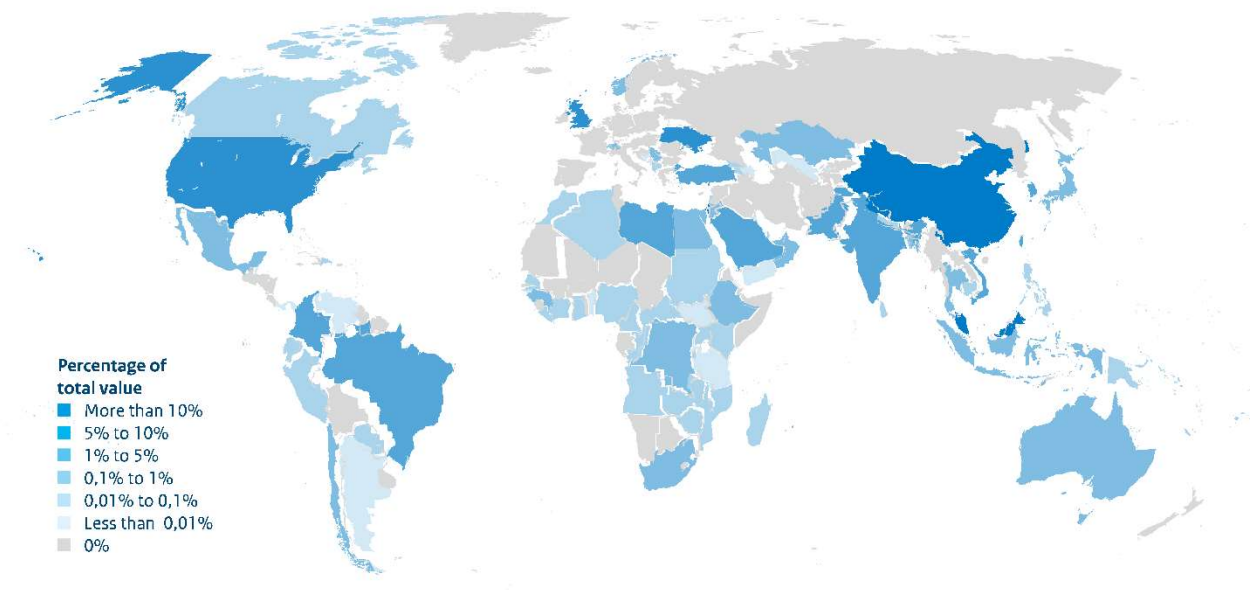 Percentage of
total value
More than 10%
5% to 10%
1% to 5%
0,1% to 1%
0,01% to 0,1%
Less than 0,01%
0%